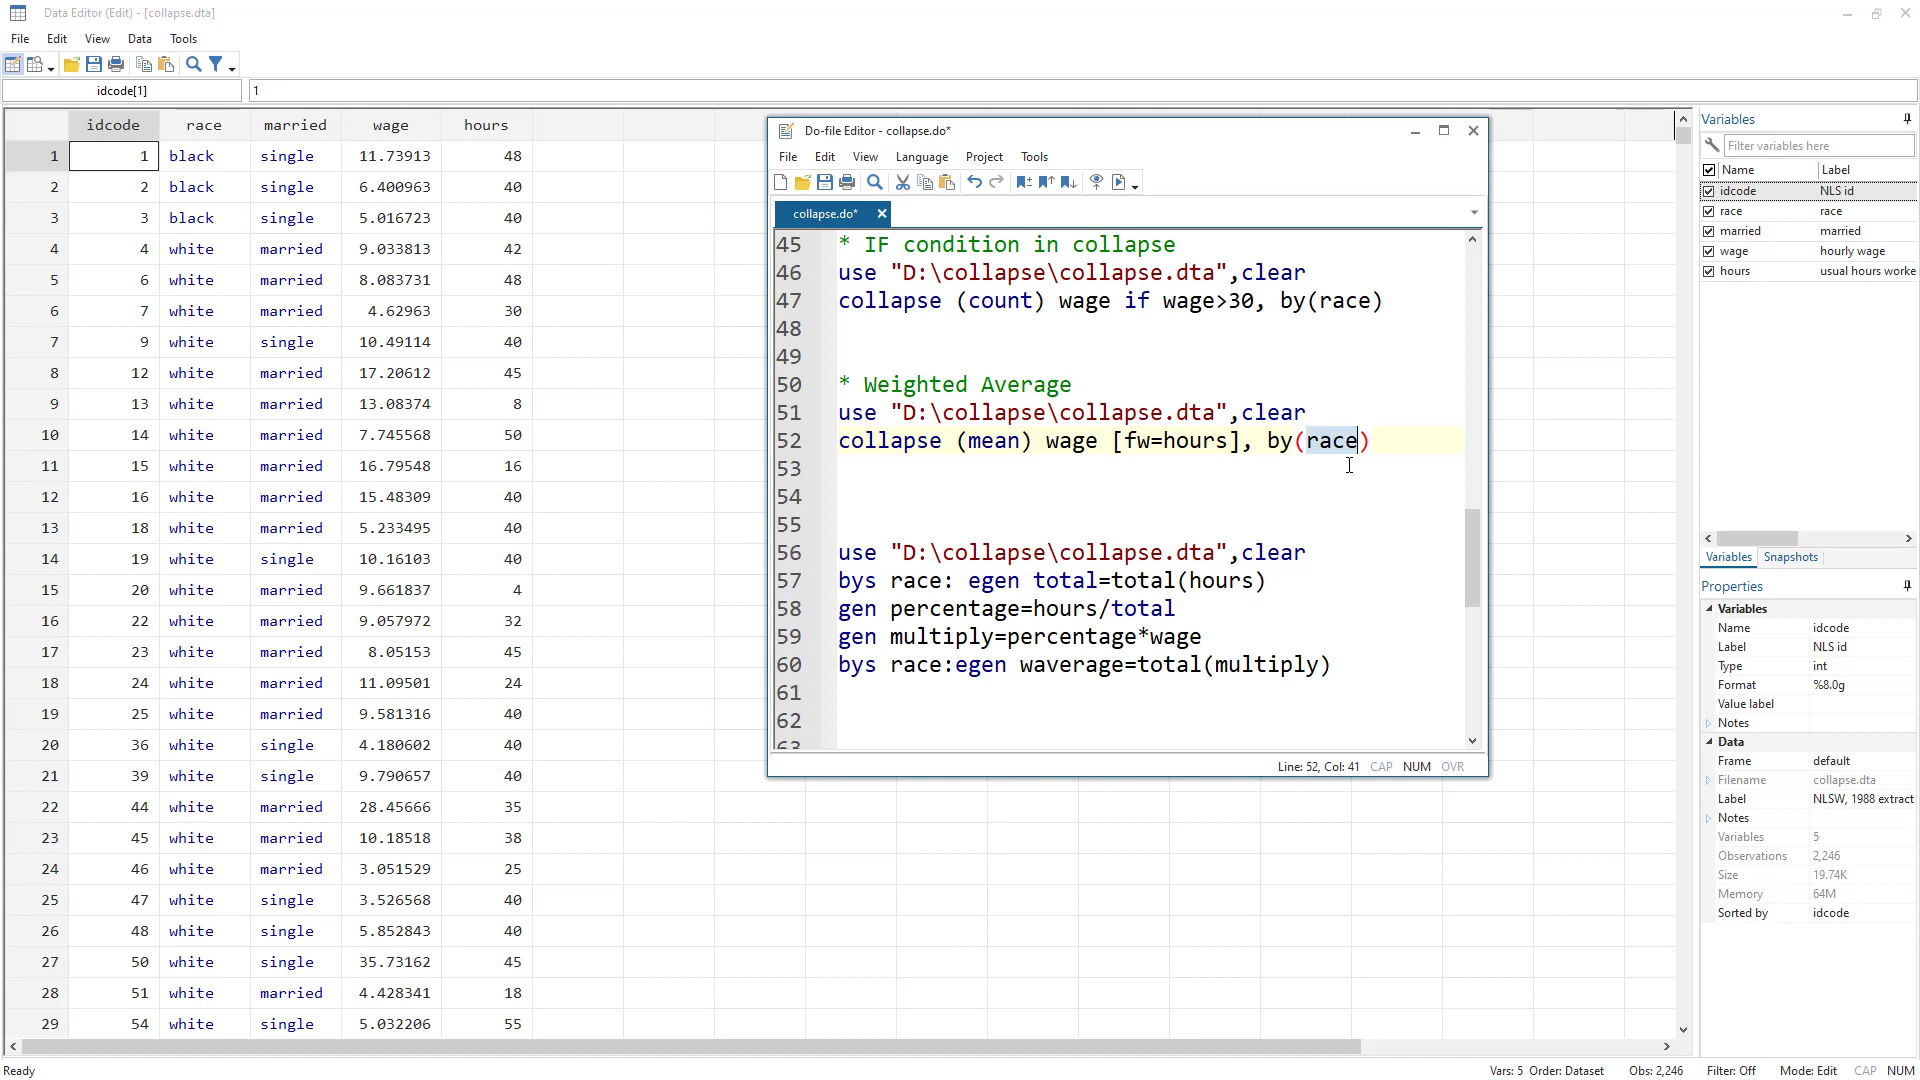 Data Editor (Edit) - [collapse.dta]
File Edit View Data Tools
idcode[1] 1
idcode race married wage hours
1 1 black single 11.73913 48
2 2 black single 6.400963 40
3 3 black single 5.016723 40
4 4 white married 9.033813 42
5 6 white married 8.083731 48
6 7 white married 4.62963 30
7 9 white single 10.49114 40
8 12 white married 17.20612 45
9 13 white married 13.08374 8
10 14 white married 7.745568 50
11 15 white married 16.79548 16
12 16 white married 15.48309 40
13 18 white married 5.233495 40
14 19 white single 10.16103 40
15 20 white married 9.661837 4
16 22 white married 9.057972 32
17 23 white married 8.05153 45
18 24 white married 11.09501 24
19 25 white married 9.581316 40
20 36 white single 4.180602 40
21 39 white single 9.790657 40
22 44 white married 28.45666 35
23 45 white married 10.18518 38
24 46 white married 3.051529 25
25 47 white single 3.526568 40
26 48 white single 5.852843 40
27 50 white single 35.73162 45
28 51 white married 4.428341 18
29 54 white single 5.032206 55
Do-file Editor - collapse.do*
File Edit View Language Project Tools
collapse.do*
45 * IF condition in collapse
46 use "D:\collapse\collapse.dta",clear
47 collapse (count) wage if wage>30, by(race)
48
49
50 * Weighted Average
51 use "D:\collapse\collapse.dta",clear
52 collapse (mean) wage [fw=hours], by(race)
53
54
55
56 use "D:\collapse\collapse.dta",clear
57 bys race: egen total=total(hours)
58 gen percentage=hours/total
59 gen multiply=percentage*wage
60 bys race:egen waverage=total(multiply)
61
62
63
Line: 52, Col: 41 CAP NUM OVR
Variables
Filter variables here
Name Label
idcode NLS id
race race
married married
wage hourly wage
hours usual hours worke
Variables Snapshots
Properties
Variables
Name idcode
Label NLS id
Type int
Format %8.0g
Value label
Notes
Data
Frame default
Filename collapse.dta
Label NLSW, 1988 extract
Notes
Variables 5
Observations 2,246
Size 19.74K
Memory 64M
Sorted by idcode
Ready Vars: 5 Order: Dataset Obs: 2,246 Filter: Off Mode: Edit CAP NUM